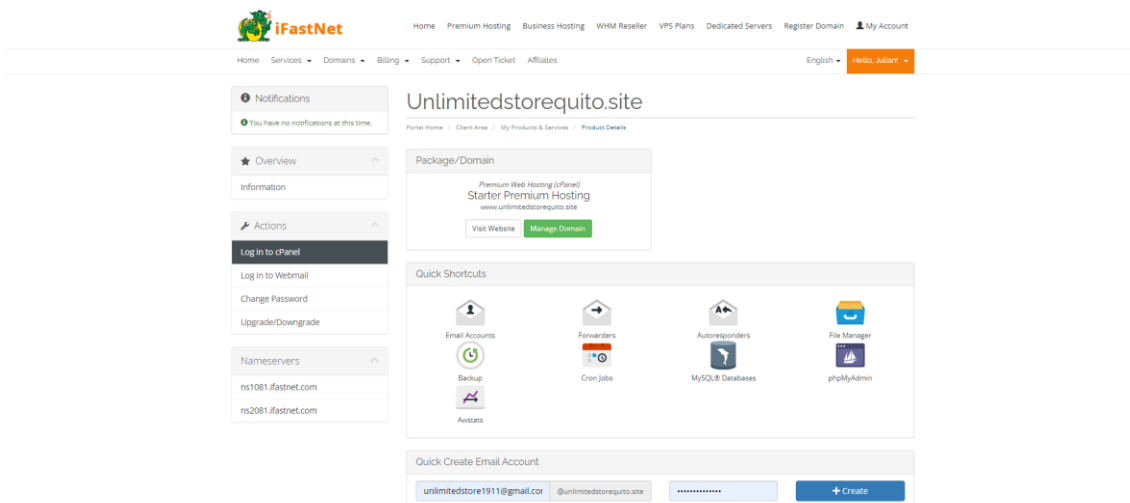 iFastNet
Home Premium Hosting Business Hosting WHM Reseller VPS Plans Dedicated Servers Register Domain My Account
Home Services Domains Billing Support Open Ticket Affiliates English Hello, Julian!
Notifications
You have no notifications at this time.
Overview
Information
Actions
Log in to cPanel
Log in to Webmail
Change Password
Upgrade/Downgrade
Nameservers
ns1081.ifastnet.com
ns2081.ifastnet.com
Unlimitedstorequito.site
Portal Home / Client Area / My Products & Services / Product Details
Package/Domain
Premium Web Hosting (cPanel)
Starter Premium Hosting
www.unlimitedstorequito.site
Visit Website Manage Domain
Quick Shortcuts
Email Accounts Forwarders Autoresponders File Manager
Backup Cron Jobs MySQL® Databases phpMyAdmin
Awstats
Quick Create Email Account
unlimitedstore1911@gmail.cor @unlimitedstorequito.site •••••••••••••• + Create